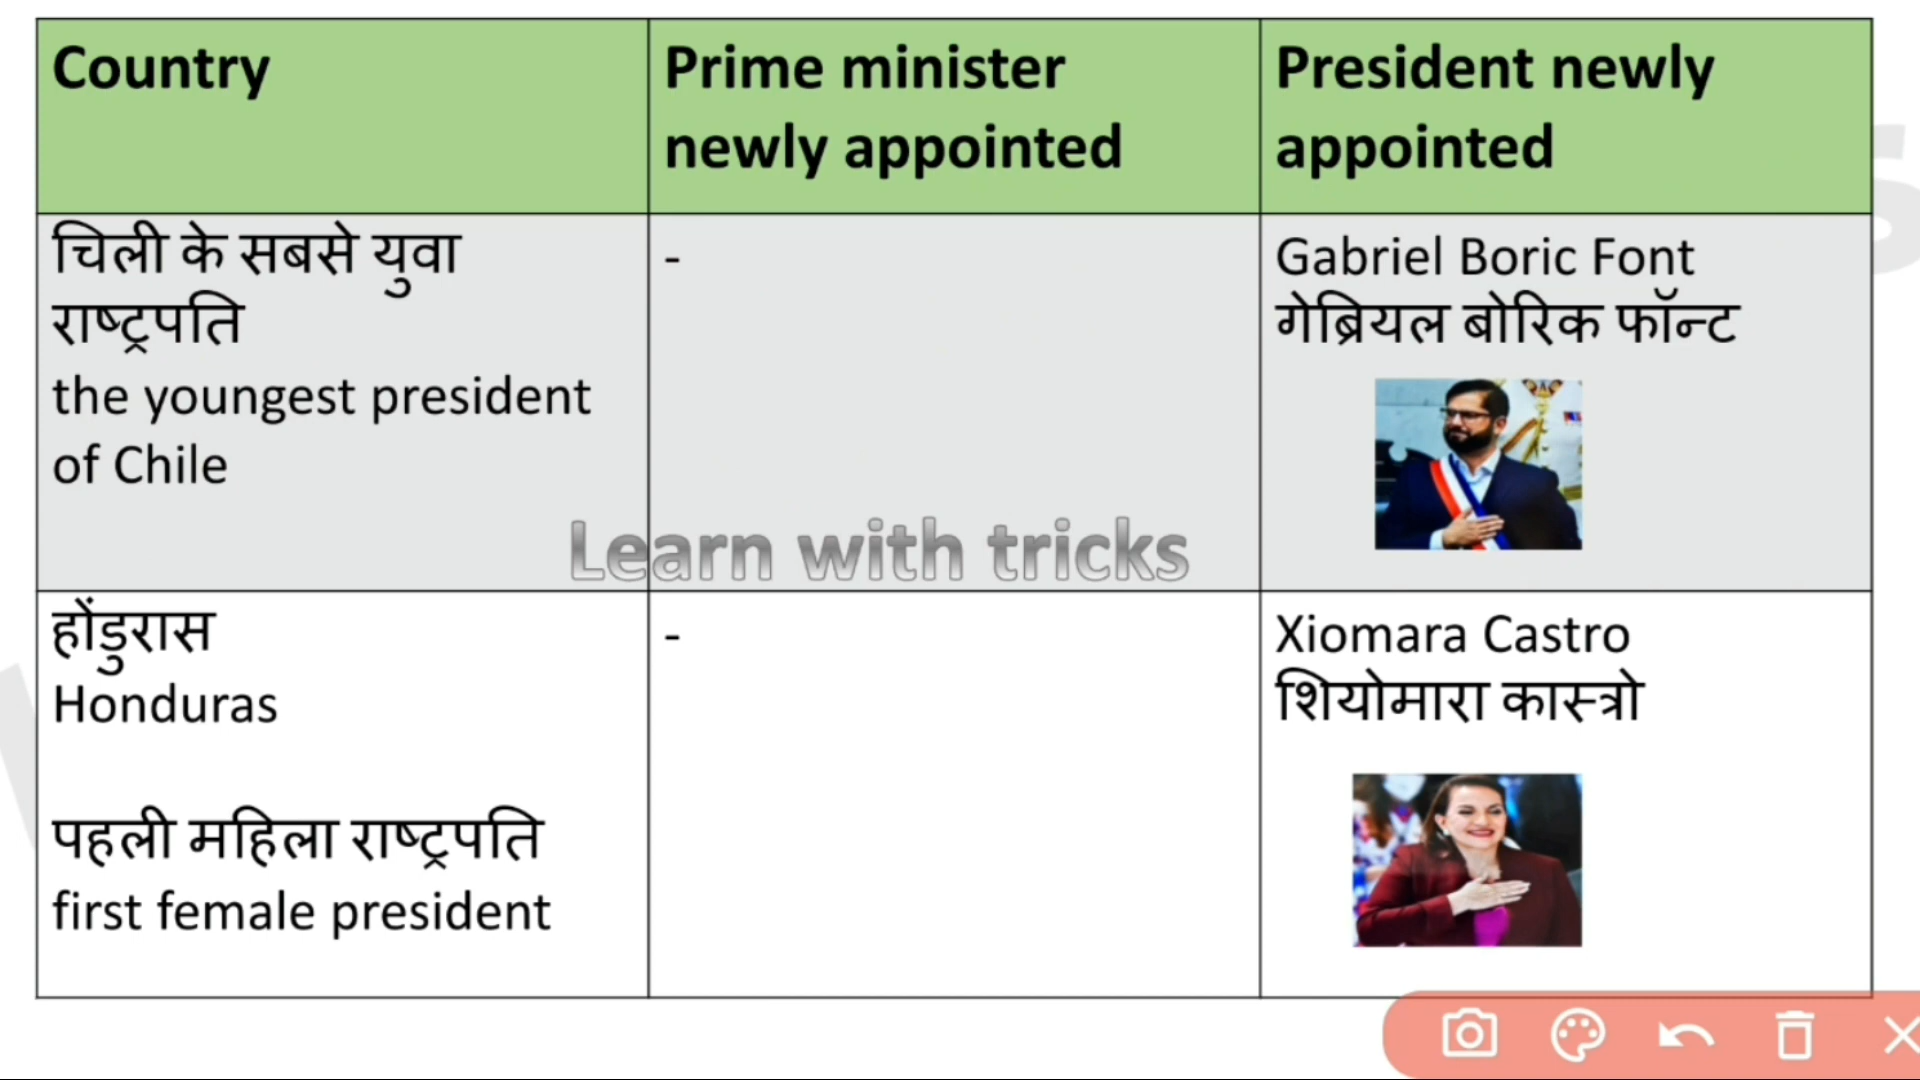 Country
Prime minister
newly appointed
President newly
appointed
चिली के सबसे युवा
राष्ट्रपति
the youngest president
of Chile
-
Gabriel Boric Font
गेब्रियल बोरिक फॉन्ट
Learn with tricks
होंडुरास
Honduras
पहली महिला राष्ट्रपति
first female president
-
Xiomara Castro
शियोमारा कास्त्रो